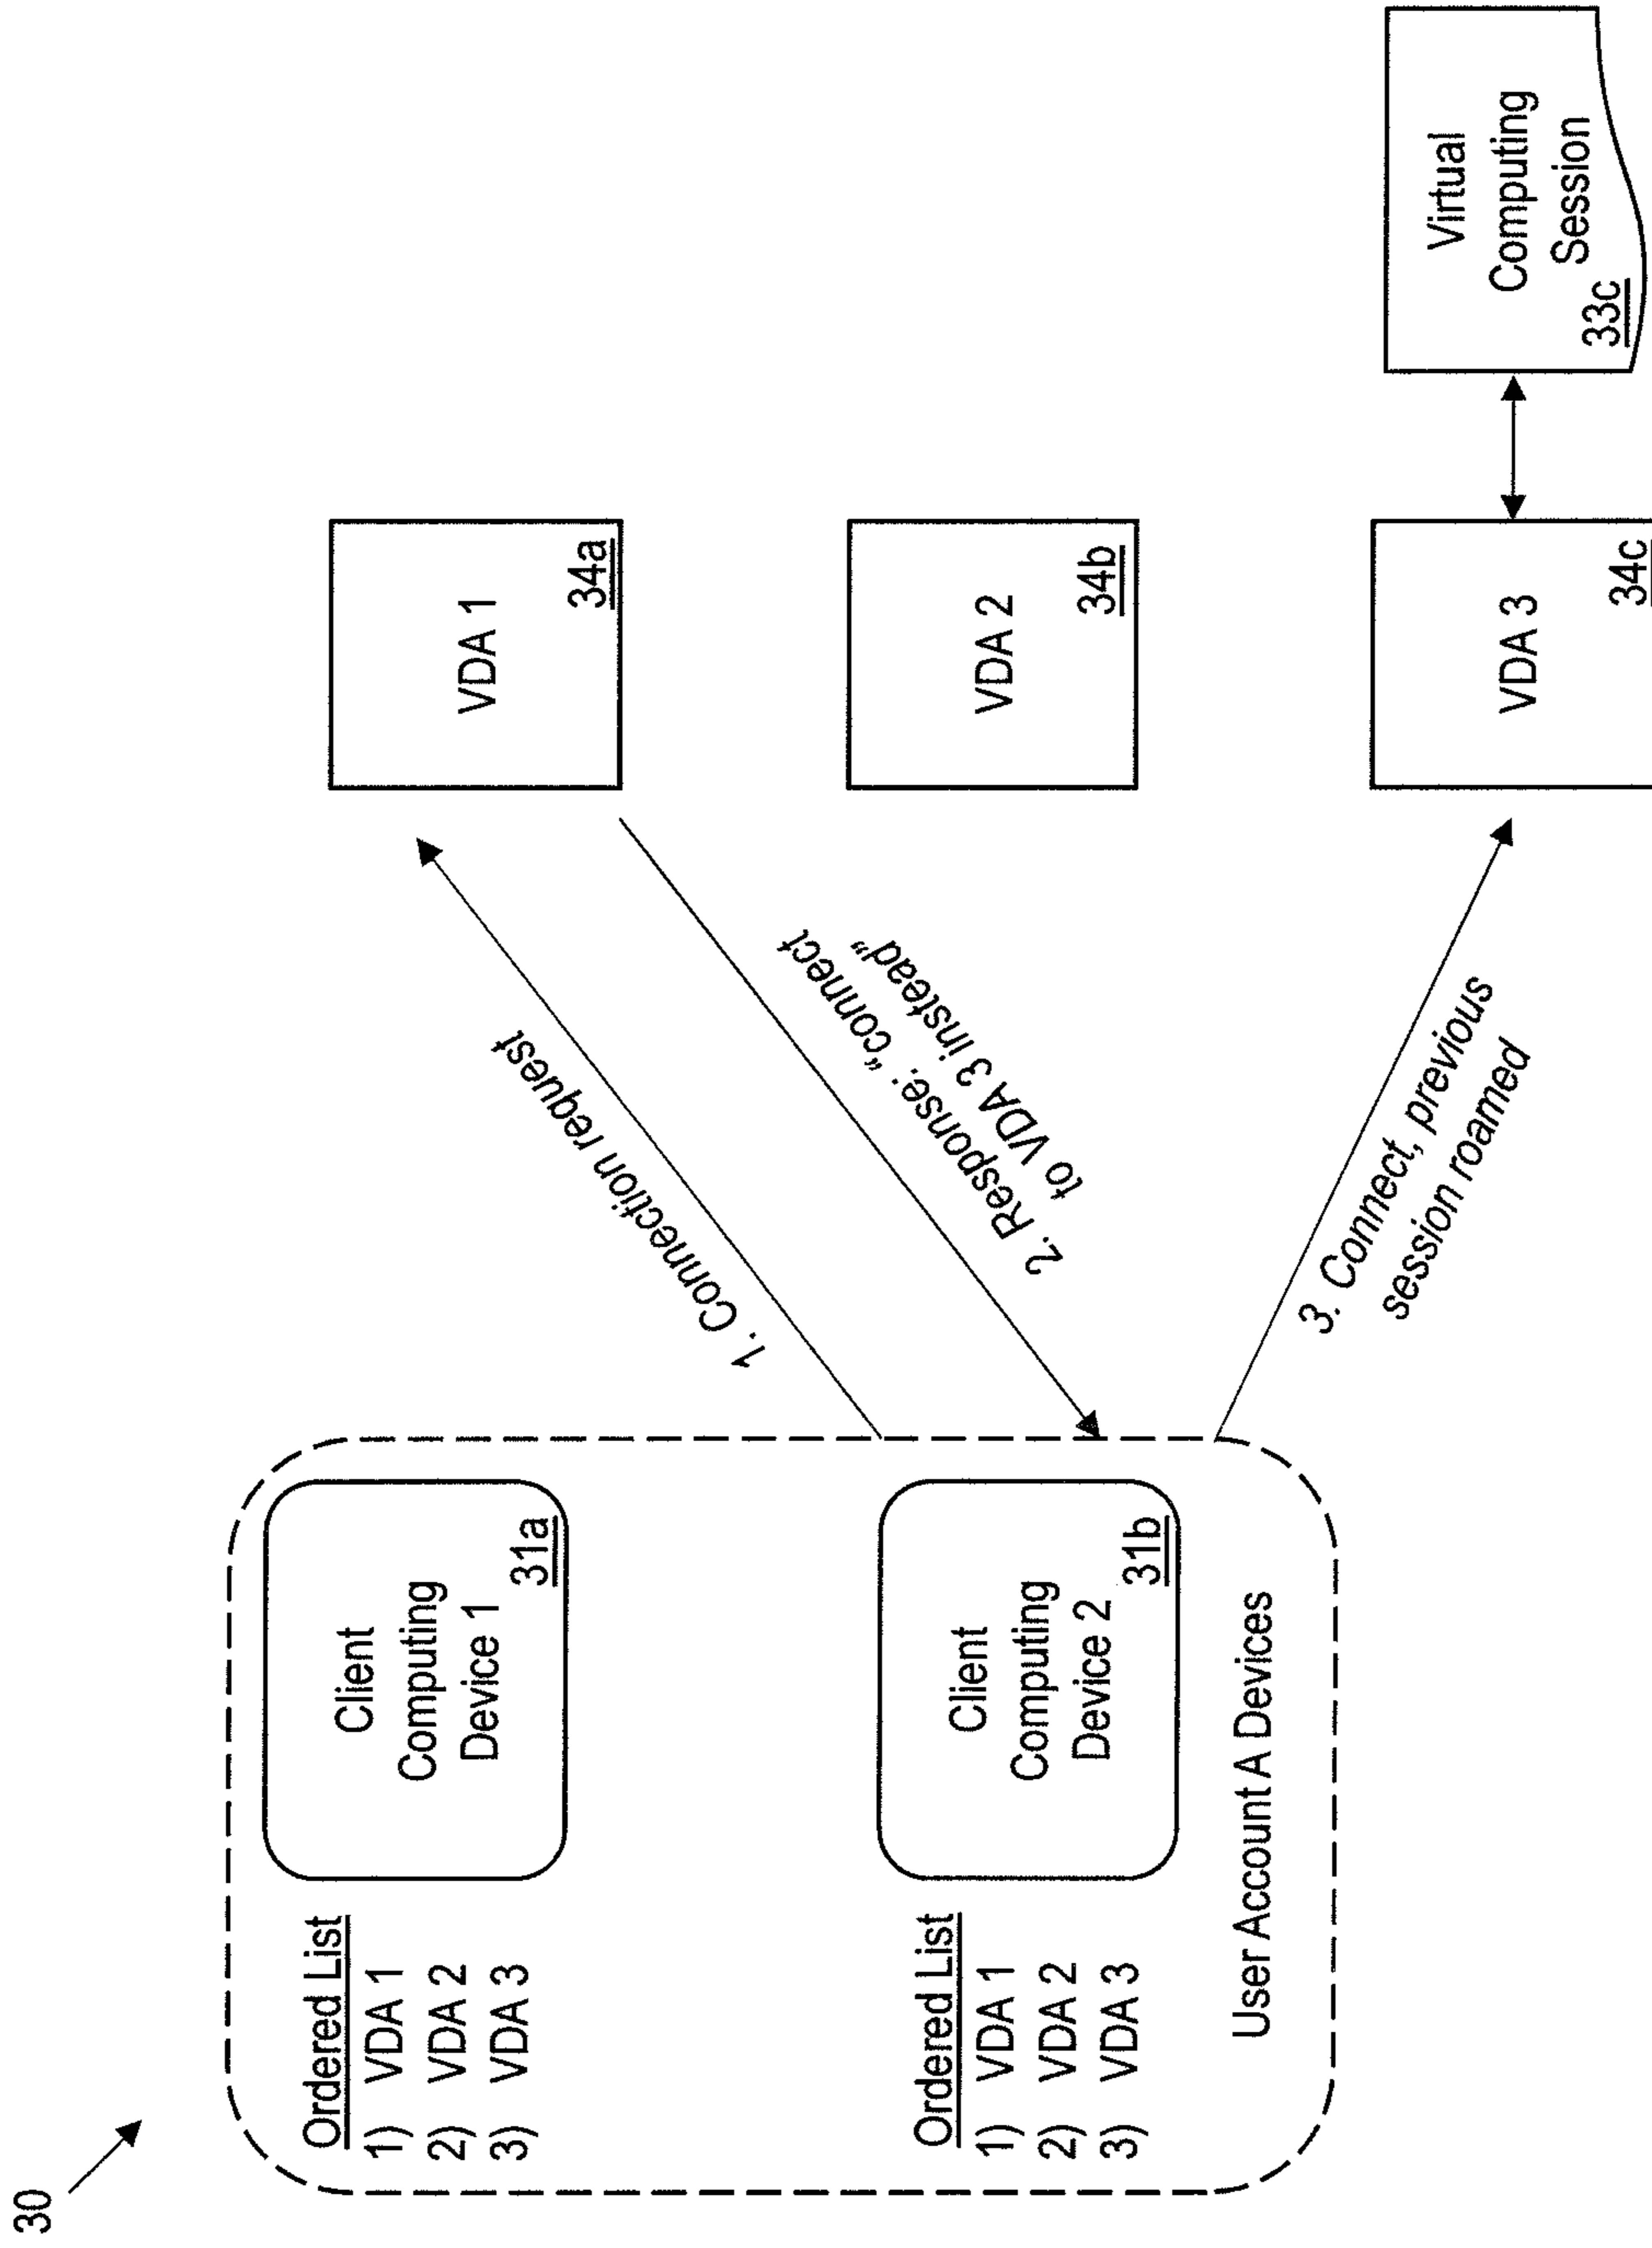 30
Ordered List
1) VDA 1
2) VDA 2
3) VDA 3
Client
Computing
Device 1
31a
Ordered List
1) VDA 1
2) VDA 2
3) VDA 3
Client
Computing
Device 2
31b
User Account A Devices
1. Connection request
2. Response: “connect
to VDA 3 instead”
3. Connect, previous
session roamed
VDA 1
34a
VDA 2
34b
VDA 3
34c
Virtual
Computing
Session
33c